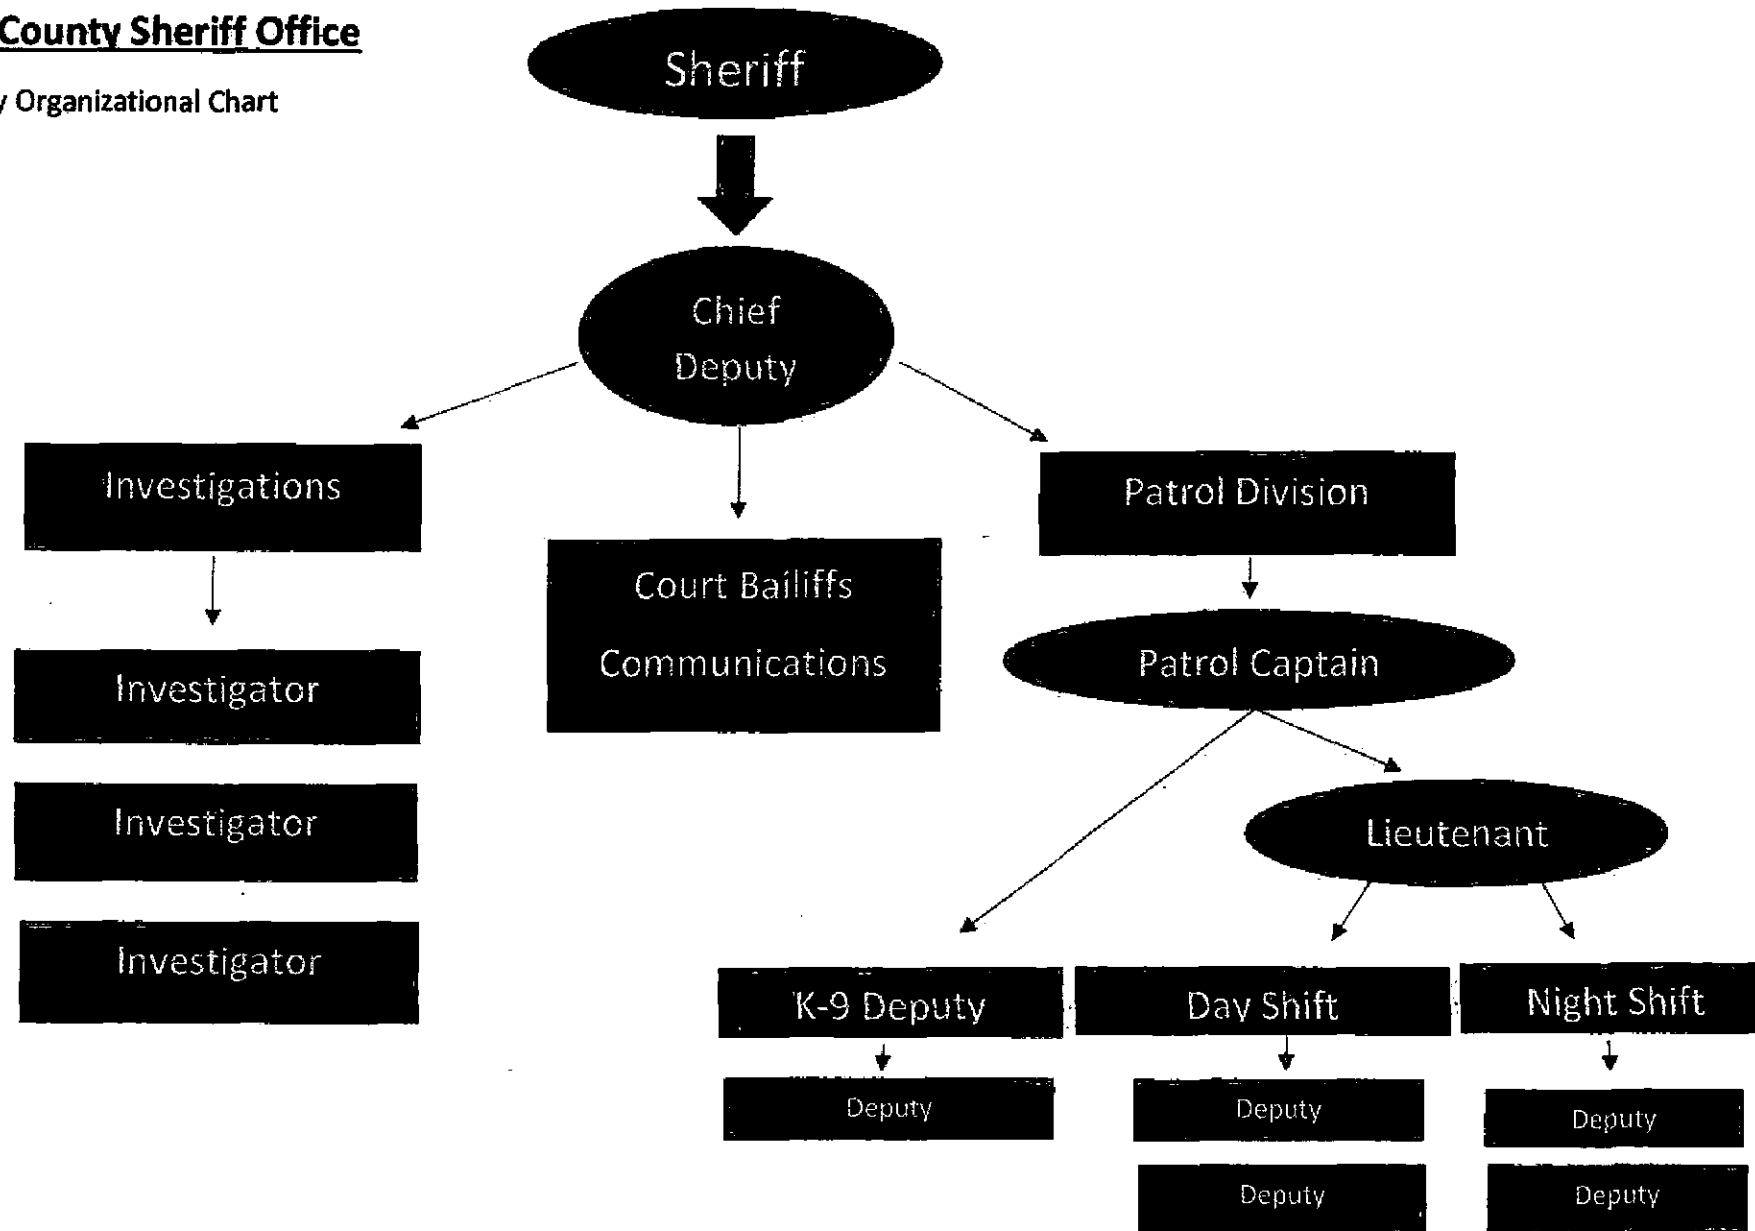 County Sheriff Office
y Organizational Chart
Sheriff
Chief
Deputy
Investigations
Court Bailiffs
Communications
Patrol Division
Patrol Captain
Investigator
Investigator
Investigator
Lieutenant
K-9 Deputy
Day Shift
Night Shift
Deputy
Deputy
Deputy
Deputy
Deputy